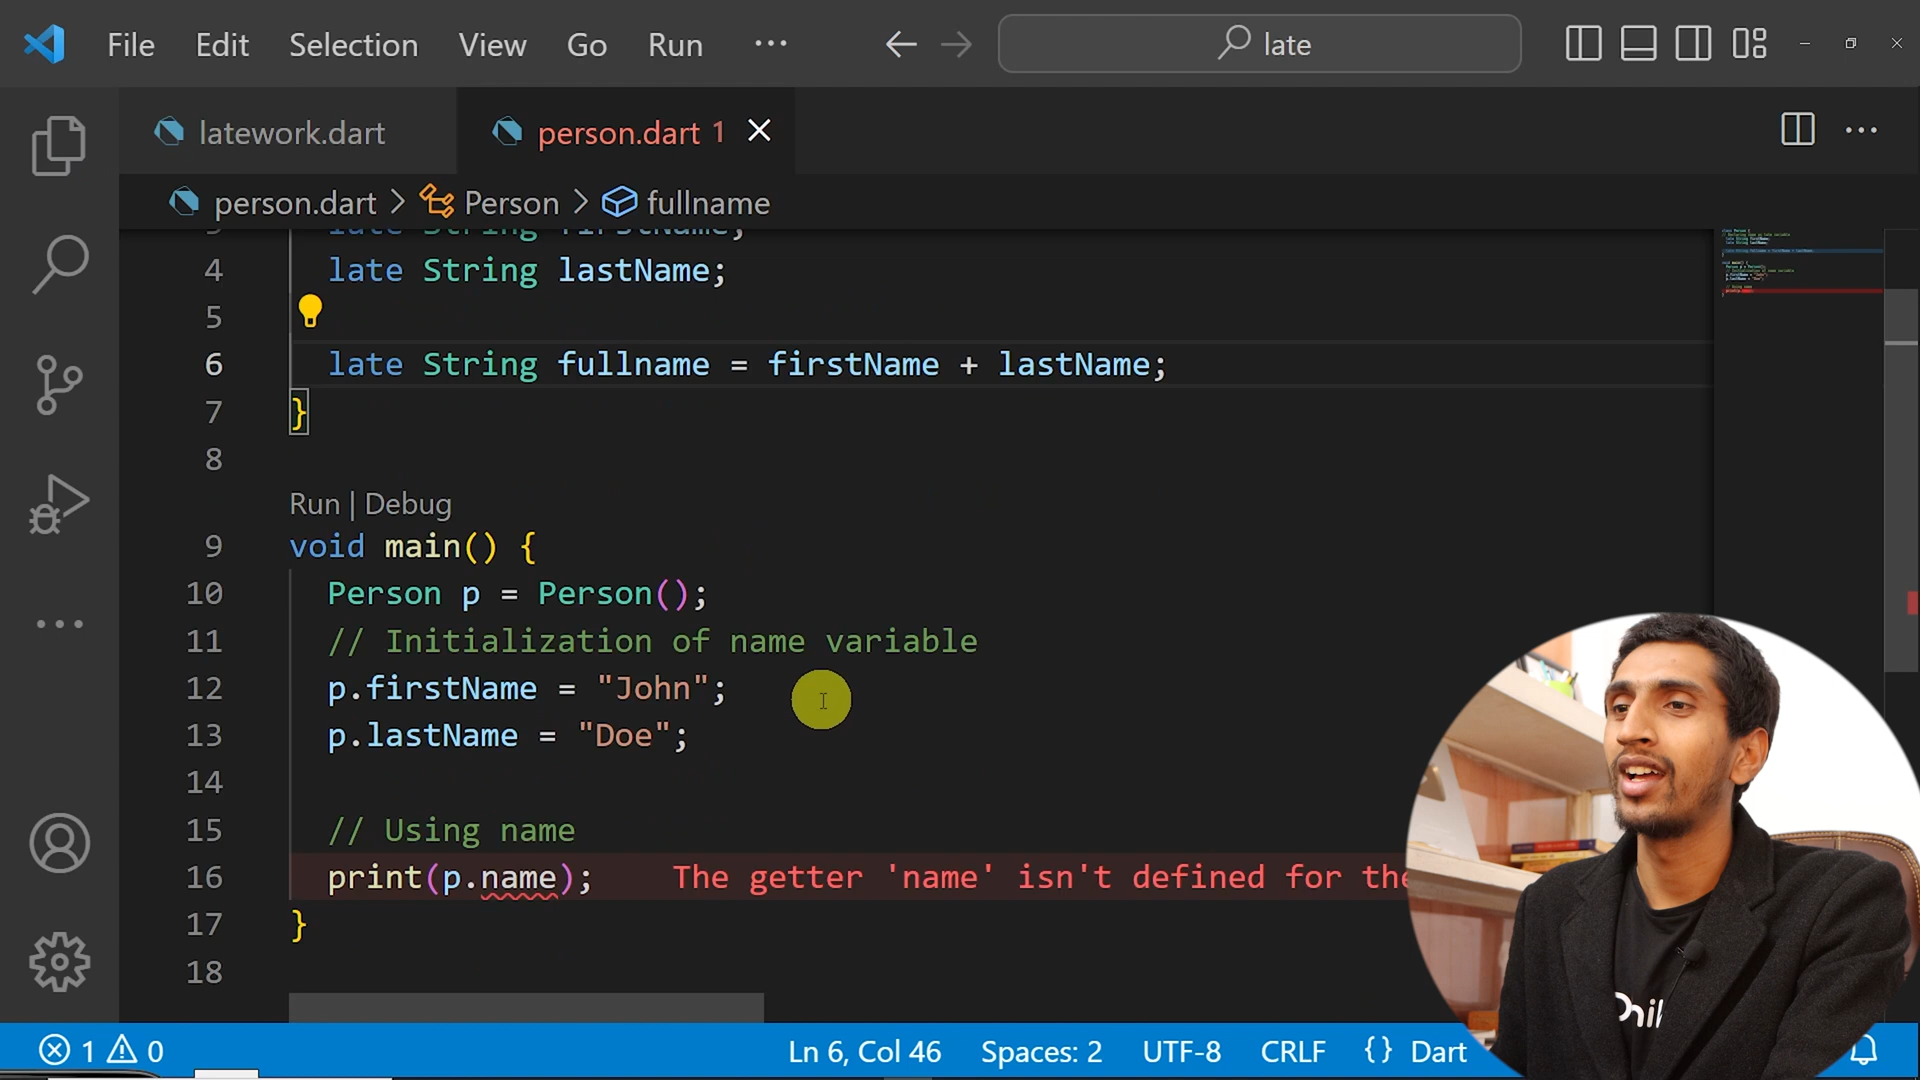 File Edit Selection View Go Run ··· late
latework.dart person.dart 1
person.dart > Person > fullname
3 late String firstName;
4 late String lastName;
5
6 late String fullname = firstName + lastName;
7 }
8
Run | Debug
9 void main() {
10 Person p = Person();
11 // Initialization of name variable
12 p.firstName = "John";
13 p.lastName = "Doe";
14
15 // Using name
16 print(p.name); The getter 'name' isn't defined for the
17 }
18
1 0 Ln 6, Col 46 Spaces: 2 UTF-8 CRLF {} Dart